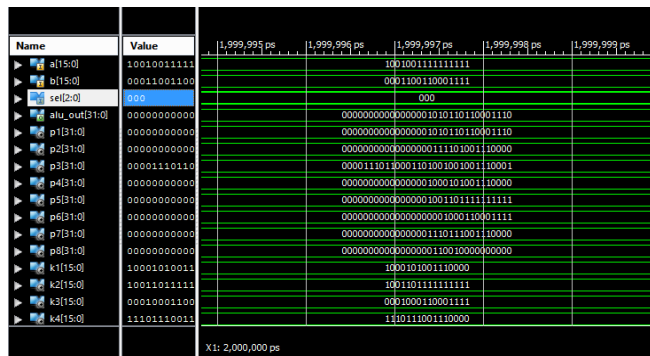 Name Value 1,999,995 ps 1,999,996 ps 1,999,997 ps 1,999,998 ps 1,999,999 ps
a[15:0] 10010011111 1001001111111111
b[15:0] 00011001100 0001100110001111
sel[2:0] 000 000
alu_out[31:0] 00000000000 00000000000000001010110110001110
p1[31:0] 00000000000 00000000000000001010110110001110
p2[31:0] 00000000000 00000000000000000111101001110000
p3[31:0] 00001110110 00001110110001101001001001110001
p4[31:0] 00000000000 00000000000000001000101001110000
p5[31:0] 00000000000 00000000000000001001101111111111
p6[31:0] 00000000000 00000000000000000001000110001111
p7[31:0] 00000000000 00000000000000001110111001110000
p8[31:0] 00000000000 00000000000000000110010000000000
k1[15:0] 10001010011 1000101001110000
k2[15:0] 10011011111 1001101111111111
k3[15:0] 00010001100 0001000110001111
k4[15:0] 11101110011 1110111001110000
X1: 2,000,000 ps